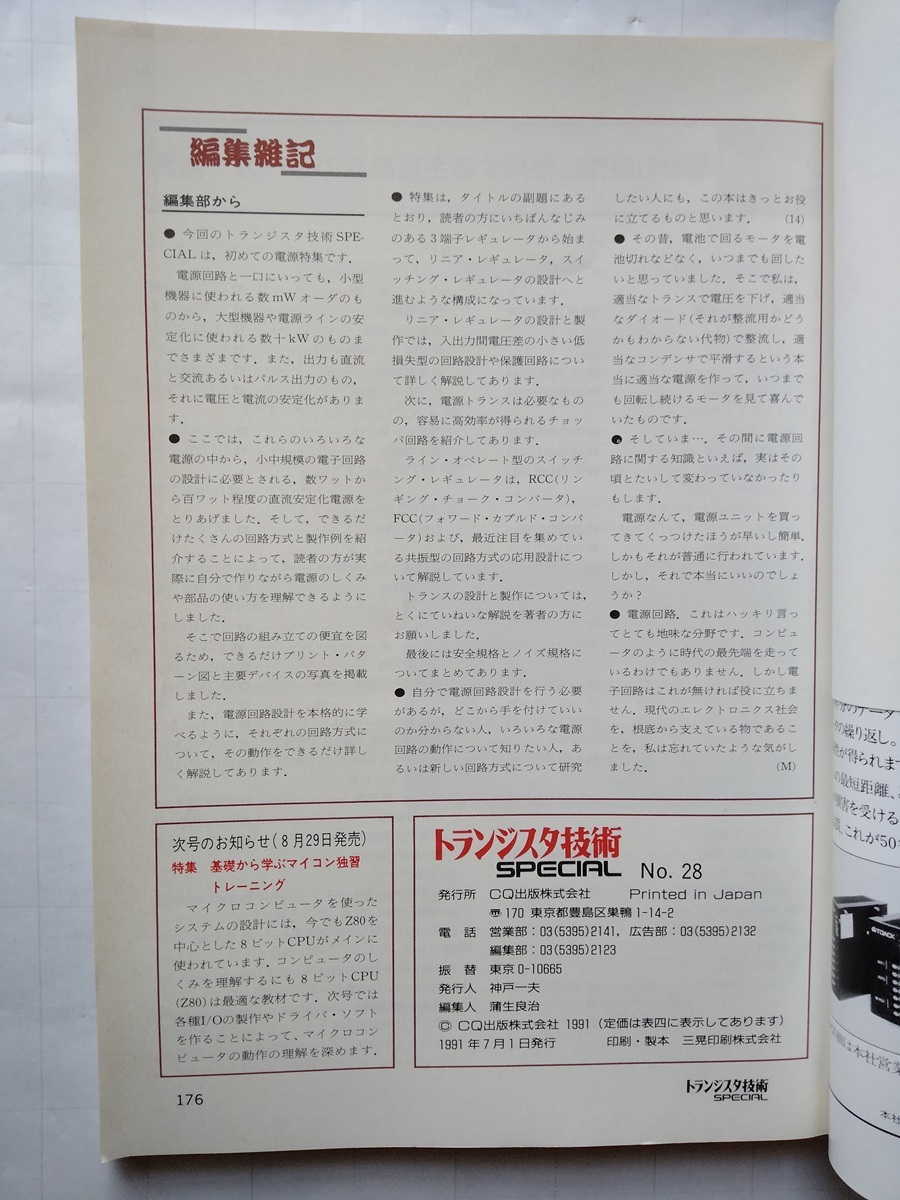 編集雑記
編集部から
● 今回のトランジスタ技術 SPE-
CIAL は，初めての電源特集です．
電源回路と一口にいっても，小型
機器に使われる数mWオーダのも
のから，大型機器や電源ラインの安
定化に使われる数十kWのものま
でさまざまです．また，出力も直流
と交流あるいはパルス出力のもの，
それに電圧と電流の安定化がありま
す．
● ここでは，これらのいろいろな
電源の中から，小中規模の電子回路
の設計に必要とされる，数ワットか
ら百ワット程度の直流安定化電源を
とりあげました．そして，できるだ
けたくさんの回路方式と製作例を紹
介することによって，読者の方が実
際に自分で作りながら電源のしくみ
や部品の使い方を理解できるように
しました．
そこで回路の組み立ての便宜を図
るため，できるだけプリント・パタ
ーン図と主要デバイスの写真を掲載
しました．
また，電源回路設計を本格的に学
べるように，それぞれの回路方式に
ついて，その動作をできるだけ詳し
く解説してあります．
● 特集は，タイトルの副題にある
とおり，読者の方にいちばんなじみ
のある3端子レギュレータから始ま
って，リニア・レギュレータ，スイ
ッチング・レギュレータの設計へと
進むような構成になっています．
リニア・レギュレータの設計と製
作では，入出力間電圧差の小さい低
損失型の回路設計や保護回路につい
て詳しく解説してあります．
次に，電源トランスは必要なもの
の，容易に高効率が得られるチョッ
パ回路を紹介してあります．
ライン・オペレート型のスイッチ
ング・レギュレータは，RCC(リン
ギング・チョーク・コンバータ)，
FCC(フォワード・カプルド・コンバ
ータ)および，最近注目を集めてい
る共振型の回路方式の応用設計につ
いて解説しています．
トランスの設計と製作については，
とくにていねいな解説を著者の方に
お願いしました．
最後には安全規格とノイズ規格に
ついてまとめてあります．
● 自分で電源回路設計を行う必要
があるが，どこから手を付けていい
のか分からない人，いろいろな電源
回路の動作について知りたい人，あ
るいは新しい回路方式について研究
したい人にも，この本はきっとお役
に立てるものと思います． (14)
● その昔，電池で回るモータを電
池切れなどなく，いつまでも回した
いと思っていました．そこで私は，
適当なトランスで電圧を下げ，適当
なダイオード(それが整流用かどう
かもわからない代物)で整流し，適
当なコンデンサで平滑するという本
当に適当な電源を作って，いつまで
も回転し続けるモータを見て喜んで
いたものです．
● そしていま…．その間に電源回
路に関する知識といえば，実はその
頃とたいして変わっていなかったり
もします．
電源なんて，電源ユニットを買っ
てきてくっつけたほうが早いし簡単．
しかもそれが普通に行われています．
しかし，それで本当にいいのでしょ
うか？
● 電源回路．これはハッキリ言っ
てとても地味な分野です．コンピュ
ータのように時代の最先端を走って
いるわけでもありません．しかし電
子回路はこれが無ければ役に立ちま
せん．現代のエレクトロニクス社会
を，根底から支えている物であるこ
とを，私は忘れていたような気がし
ました． (M)
次号のお知らせ(8月29日発売)
特集 基礎から学ぶマイコン独習
トレーニング
マイクロコンピュータを使った
システムの設計には，今でもZ80を
中心とした8ビットCPUがメインに
使われています．コンピュータのし
くみを理解するにも8ビットCPU
(Z80)は最適な教材です．次号では
各種I/Oの製作やドライバ・ソフト
を作ることによって，マイクロコン
ピュータの動作の理解を深めます．
トランジスタ技術
SPECIAL No. 28
発行所 CQ出版株式会社 Printed in Japan
〠170 東京都豊島区巣鴨1-14-2
電話 営業部：03(5395)2141，広告部：03(5395)2132
編集部：03(5395)2123
振替 東京0-10665
発行人 神戸一夫
編集人 蒲生良治
© CQ出版株式会社 1991 (定価は表四に表示してあります)
1991年7月1日発行 印刷・製本 三晃印刷株式会社
176
トランジスタ技術
SPECIAL
の繰り返し。
が得られま
の最短距離、
損害を受ける
これが50
本社営業
本社